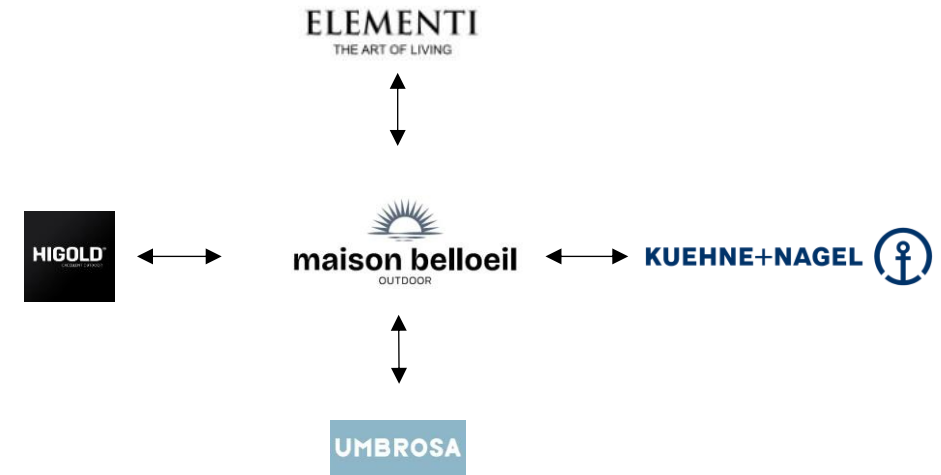 ELEMENTI
THE ART OF LIVING
HIGOLD
maison belloeil
OUTDOOR
KUEHNE+NAGEL
UMBROSA